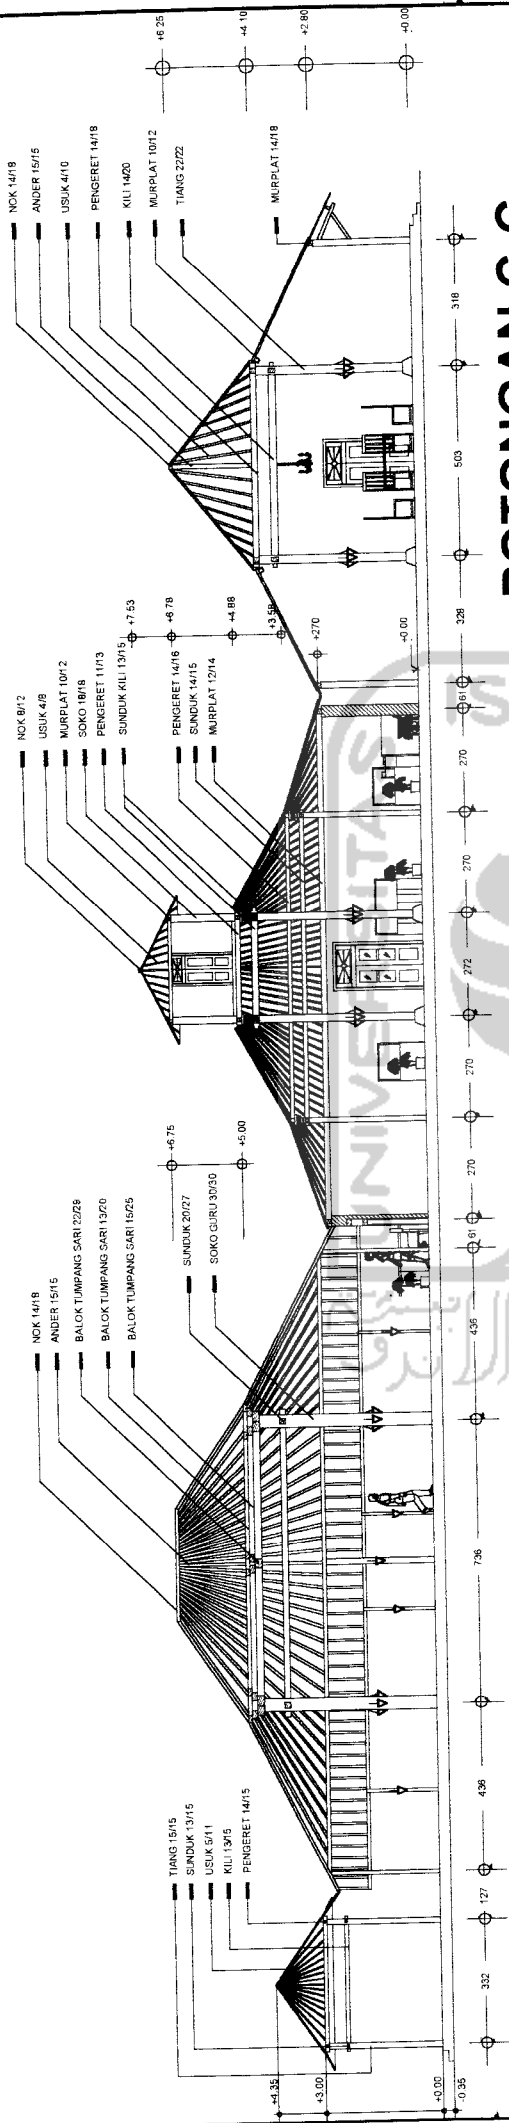 +6.25
+4.10
+2.80
+0.00
NOK 14/18
ANDER 15/15
USUK 4/10
PENGERET 14/18
KILI 14/20
MURPLAT 10/12
TIANG 22/22
MURPLAT 14/18
318
503
328
61
270
270
272
270
270
61
436
736
436
127
332
NOK 8/12
USUK 4/8
MURPLAT 10/12
SOKO 18/18
PENGERET 11/13
SUNDUK KILI 13/15
PENGERET 14/16
SUNDUK 14/15
MURPLAT 12/14
+7.53
+6.78
+4.88
+3.58
+270
+0.00
+6.75
+5.00
NOK 14/18
ANDER 15/15
BALOK TUMPANG SARI 22/29
BALOK TUMPANG SARI 13/20
BALOK TUMPANG SARI 15/25
SUNDUK 20/27
SOKO GURU 30/30
TIANG 15/15
SUNDUK 13/15
USUK 5/11
KILI 13/15
PENGERET 14/15
+4.35
+3.00
+0.00
-0.35
UNIVERSITAS
IS